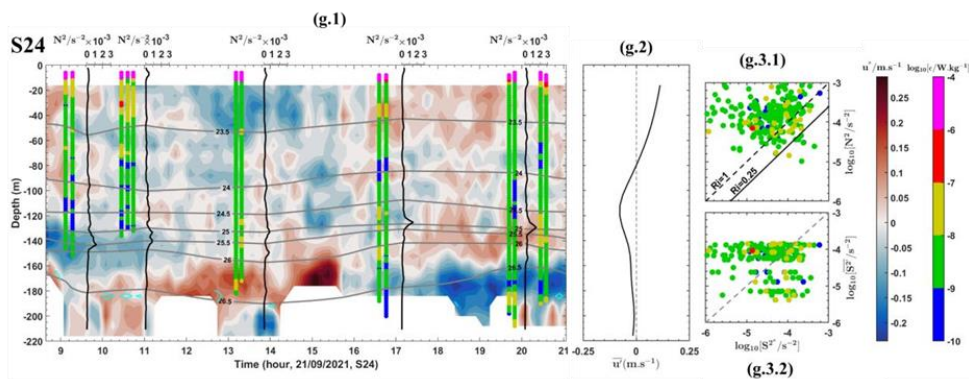 (g.1)
S24
N²/s⁻² ×10⁻³ N²/s⁻² ×10⁻³ N²/s⁻² ×10⁻³ N²/s⁻² ×10⁻³ N²/s⁻² ×10⁻³
0 1 2 3 0 1 2 3 0 1 2 3 0 1 2 3 0 1 2 3
0
-20
-40
-60
-80
-100
-120
-140
-160
-180
-200
-220
Depth (m)
23.5 23.5
24 24
24.5 24.5
25
25.5
26 26
26.5
9 10 11 12 13 14 15 16 17 18 19 20 21
Time (hour, 21/09/2021, S24)
(g.2)
-0.25 0 0.25
u'(m.s⁻¹)
(g.3.1)
Ri=1
Ri=0.25
-3
-4
-5
-6
log₁₀[N²/s⁻²]
-3
-4
-5
-6
log₁₀[S²/s⁻²]
-6 -5 -4 -3
log₁₀[S²'/s⁻²]
(g.3.2)
u'/m.s⁻¹ log₁₀[ε/W.kg⁻¹]
0.25
0.2
0.15
0.1
0.05
0
-0.05
-0.1
-0.15
-0.2
-4
-6
-7
-8
-9
-10